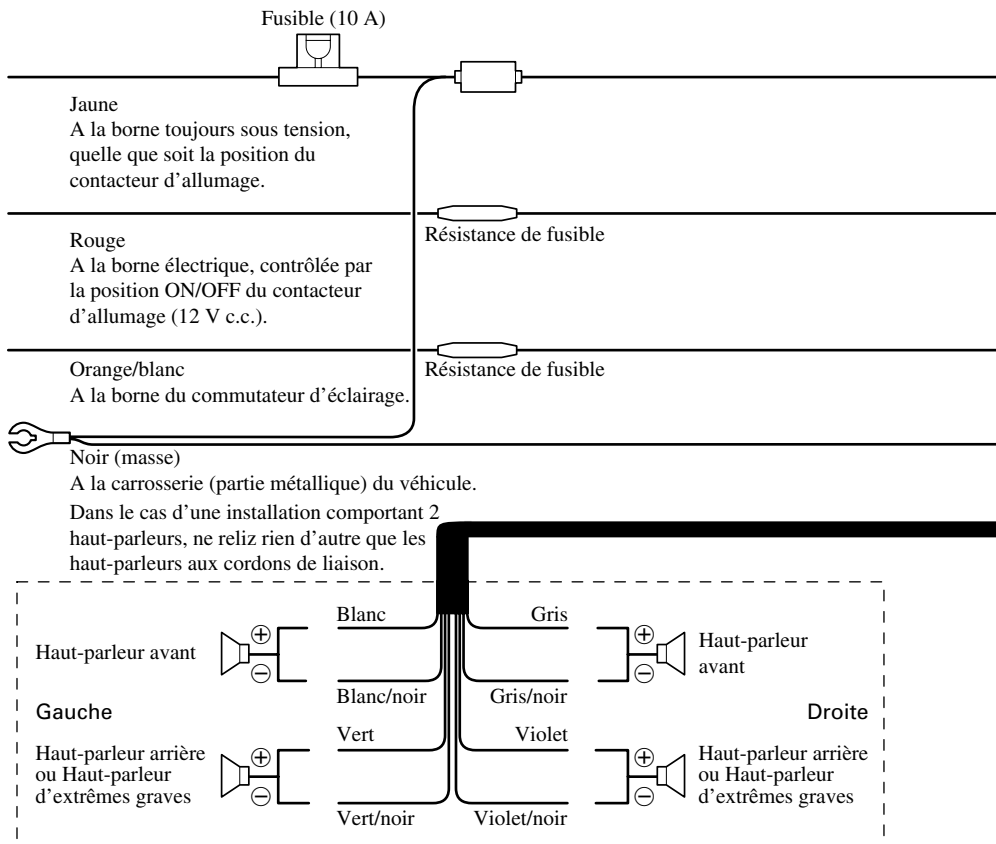 Fusible (10 A)
Jaune
A la borne toujours sous tension,
quelle que soit la position du
contacteur d'allumage.
Résistance de fusible
Rouge
A la borne électrique, contrôlée par
la position ON/OFF du contacteur
d'allumage (12 V c.c.).
Résistance de fusible
Orange/blanc
A la borne du commutateur d'éclairage.
Noir (masse)
A la carrosserie (partie métallique) du véhicule.
Dans le cas d'une installation comportant 2
haut-parleurs, ne reliz rien d'autre que les
haut-parleurs aux cordons de liaison.
Blanc
Gris
Haut-parleur avant
⊕
⊖
⊕
⊖
Haut-parleur
avant
Blanc/noir
Gris/noir
Gauche
Droite
Vert
Violet
Haut-parleur arrière
ou Haut-parleur
d'extrêmes graves
⊕
⊖
⊕
⊖
Haut-parleur arrière
ou Haut-parleur
d'extrêmes graves
Vert/noir
Violet/noir